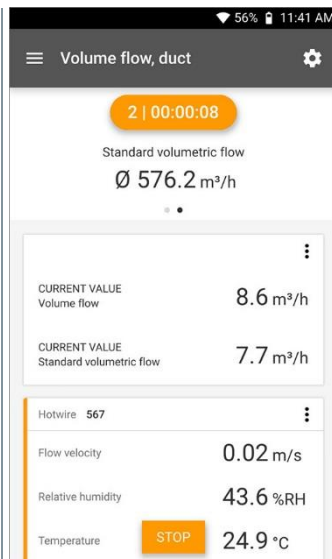 56% 11:41 AM
Volume flow, duct
2 | 00:00:08
Standard volumetric flow
Ø 576.2 m³/h
CURRENT VALUE
Volume flow
8.6 m³/h
CURRENT VALUE
Standard volumetric flow
7.7 m³/h
Hotwire 567
Flow velocity 0.02 m/s
Relative humidity 43.6 %RH
Temperature STOP 24.9 °C